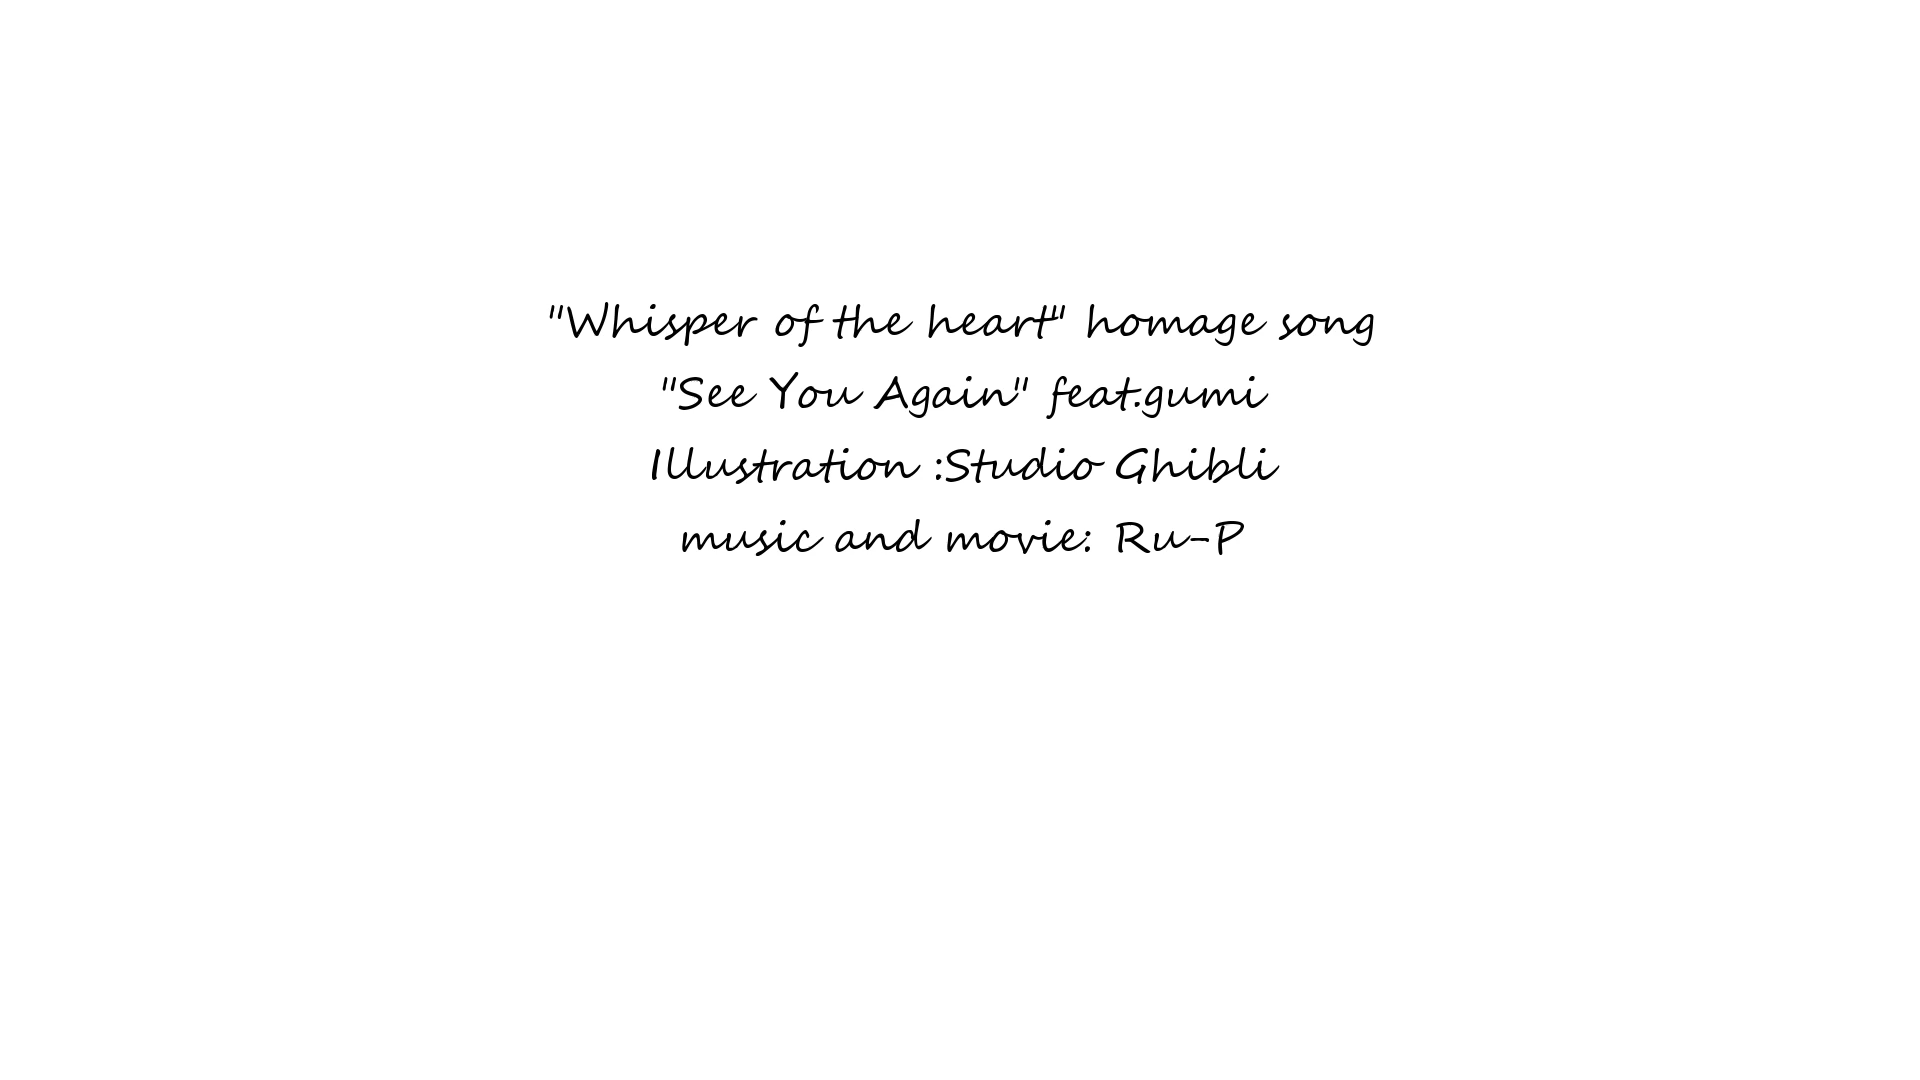 "Whisper of the heart" homage song
"See You Again" feat.gumi
Illustration :Studio Ghibli
music and movie: Ru-P